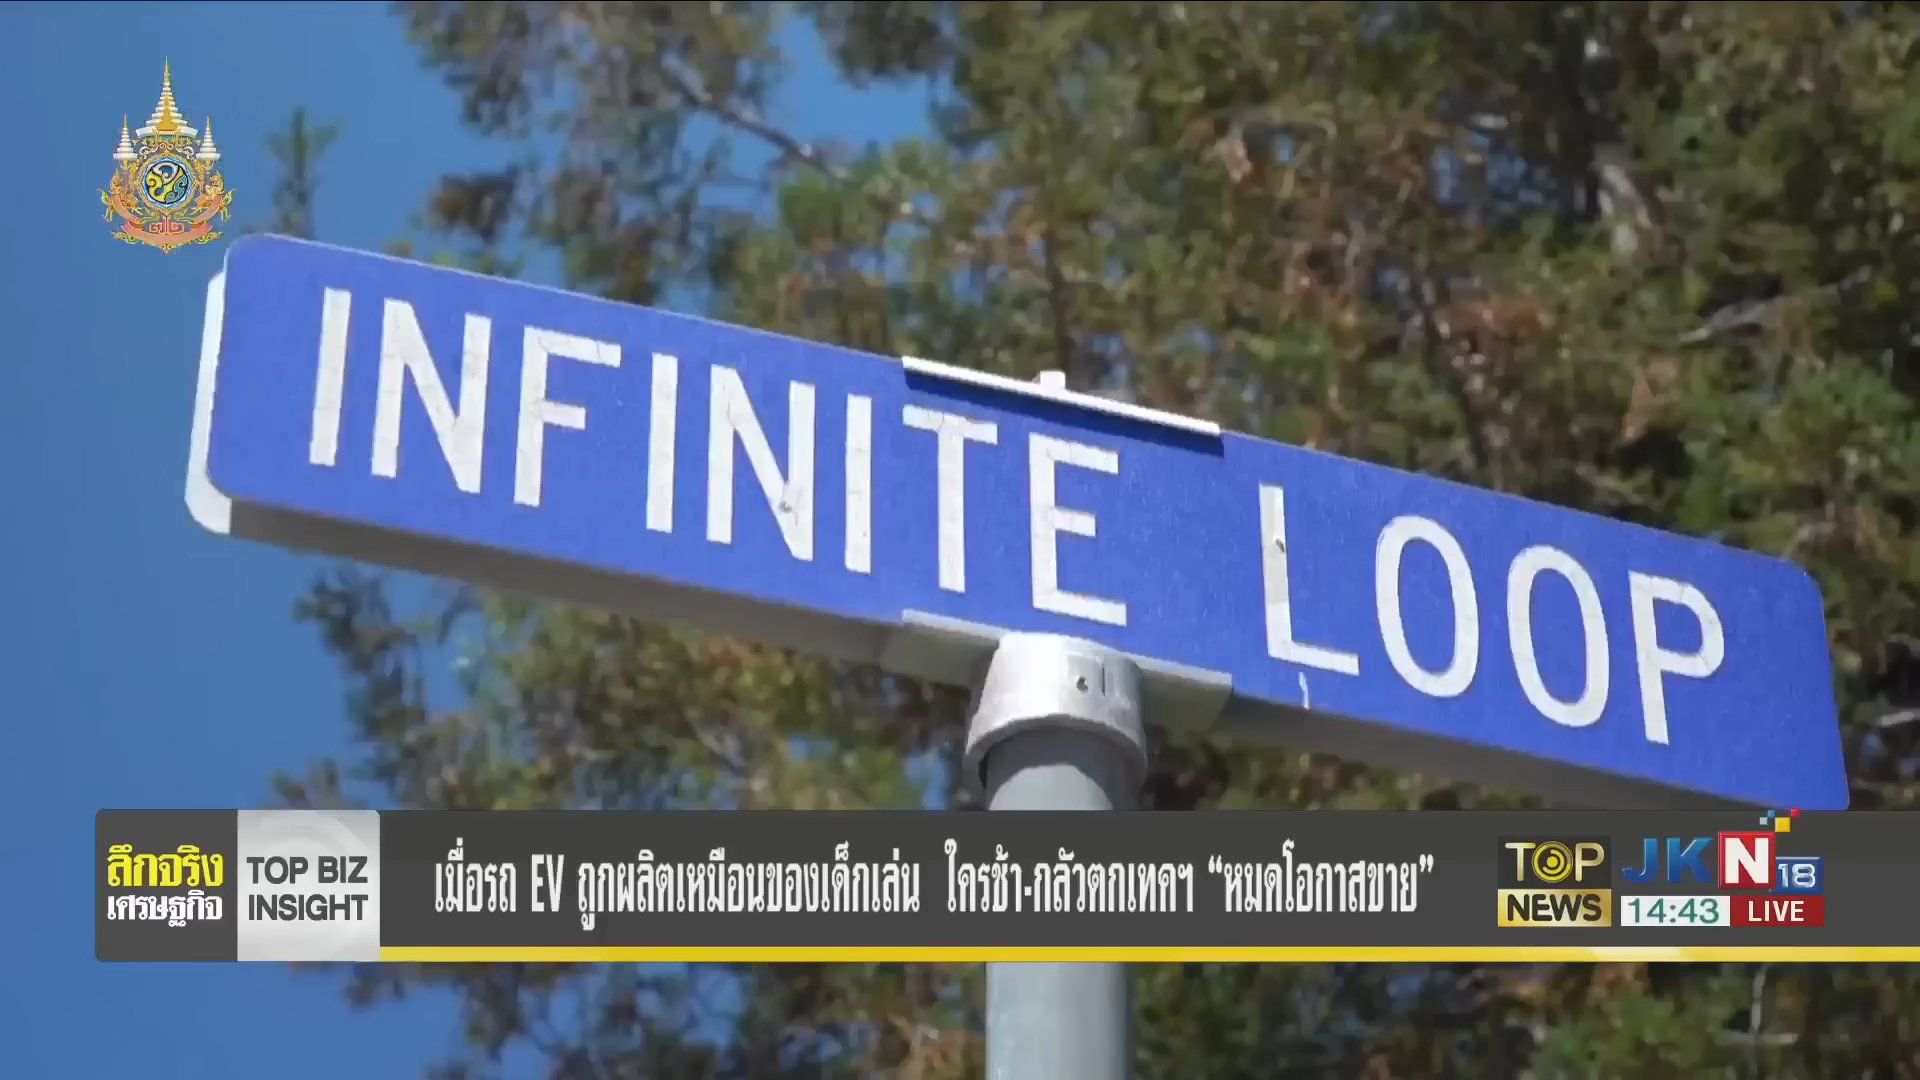 ๗๒
INFINITE LOOP
ลึกจริง
เศรษฐกิจ
TOP BIZ
INSIGHT
เมื่อรถ EV ถูกผลิตเหมือนของเด็กเล่น ใครช้า-กลัวตกเทคฯ “หมดโอกาสขาย”
TOP
NEWS
JKN 18
14:43 LIVE